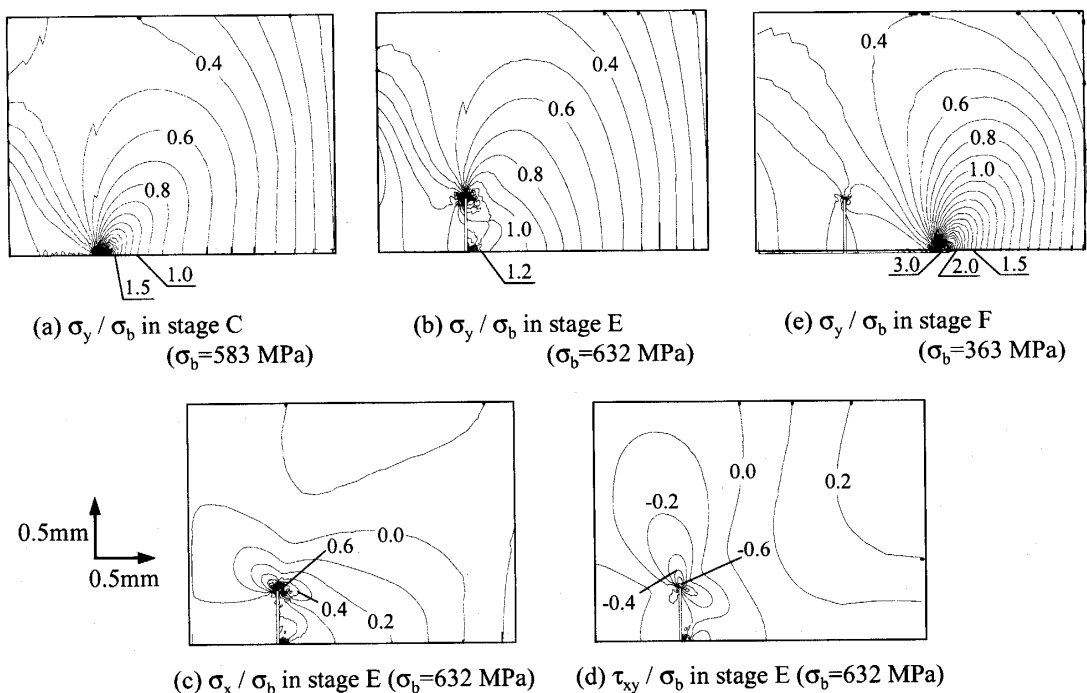 0.4
0.6
0.8
1.0
1.5
(a) σy / σb in stage C
(σb=583 MPa)
0.4
0.6
0.8
1.0
1.2
(b) σy / σb in stage E
(σb=632 MPa)
0.4
0.6
0.8
1.0
3.0
2.0
1.5
(e) σy / σb in stage F
(σb=363 MPa)
0.5mm
0.5mm
0.0
0.6
0.4
0.2
(c) σx / σb in stage E (σb=632 MPa)
0.0
0.2
-0.2
-0.6
-0.4
(d) τxy / σb in stage E (σb=632 MPa)